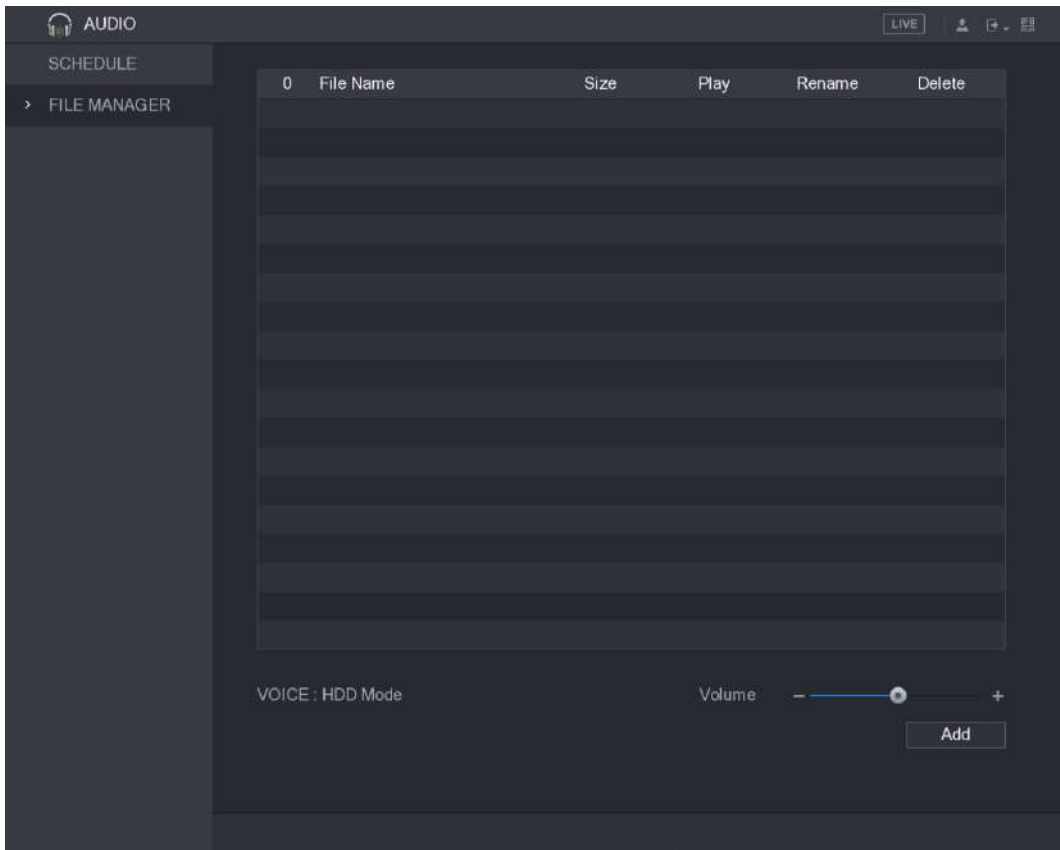 AUDIO
LIVE
SCHEDULE
FILE MANAGER
0 File Name Size Play Rename Delete
VOICE : HDD Mode Volume - +
Add